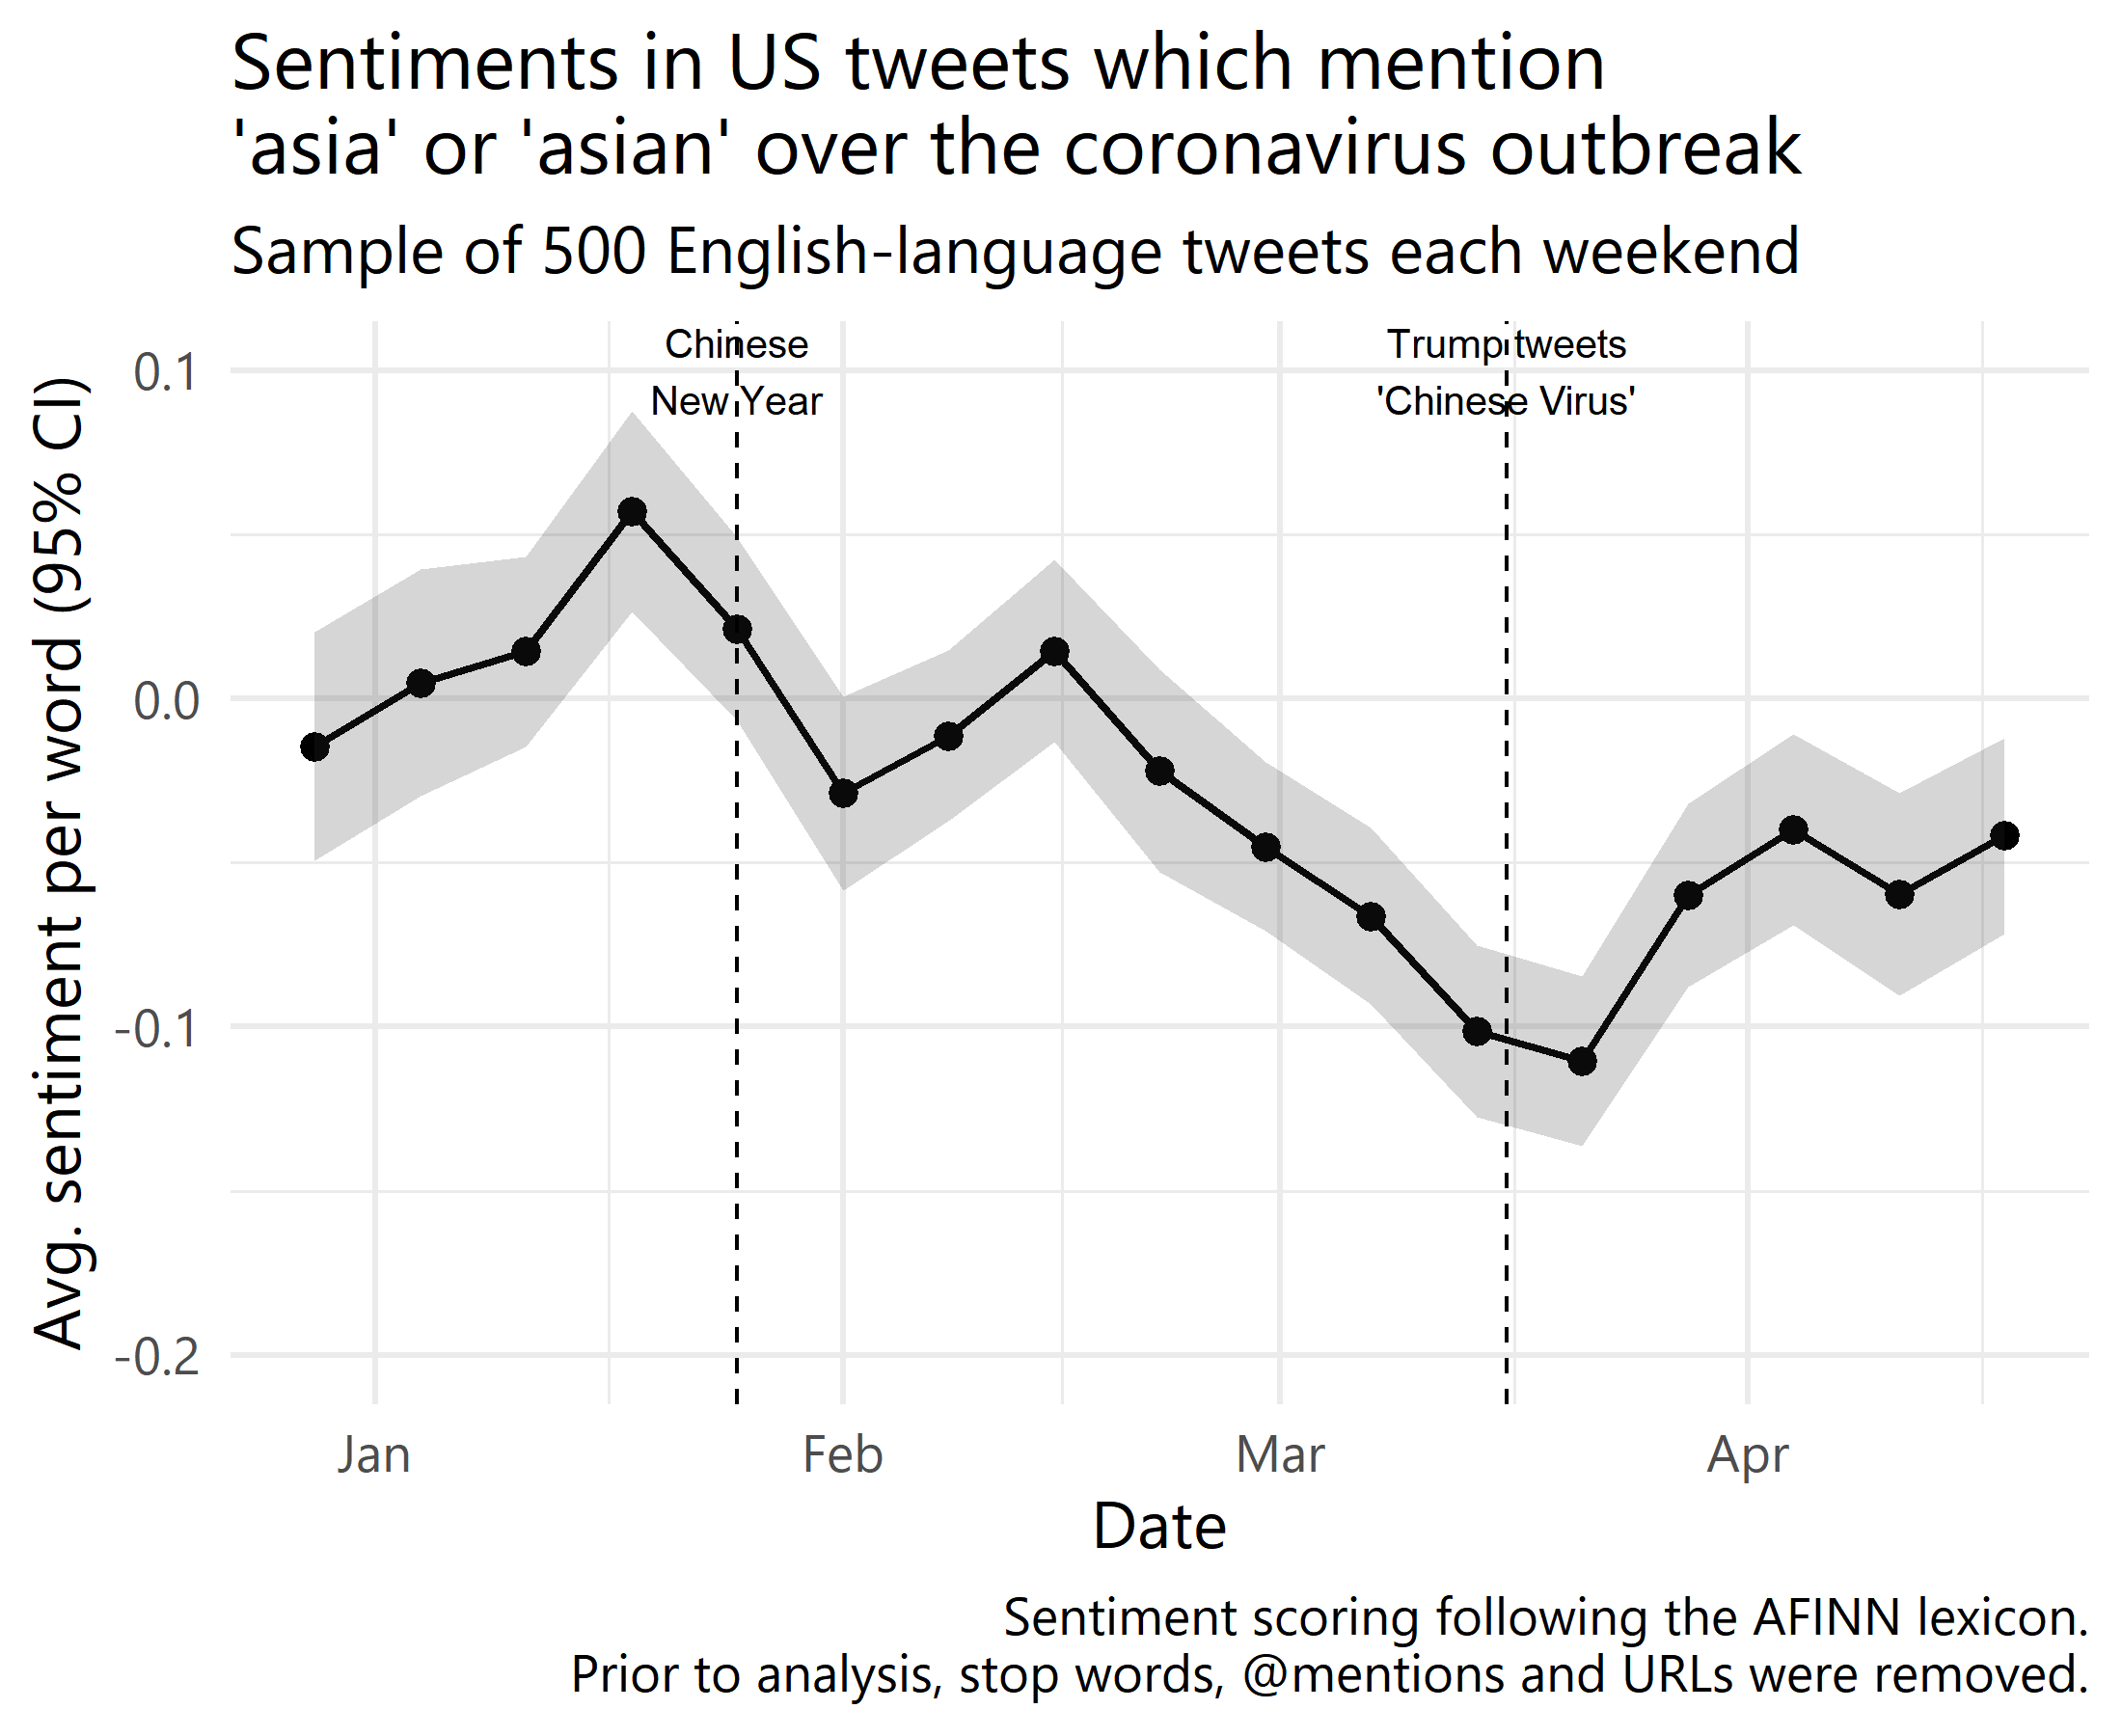 Sentiments in US tweets which mention
'asia' or 'asian' over the coronavirus outbreak
Sample of 500 English-language tweets each weekend
Chinese
New Year
Trump tweets
'Chinese Virus'
Avg. sentiment per word (95% CI)
0.1
0.0
-0.1
-0.2
Jan
Feb
Mar
Apr
Date
Sentiment scoring following the AFINN lexicon.
Prior to analysis, stop words, @mentions and URLs were removed.